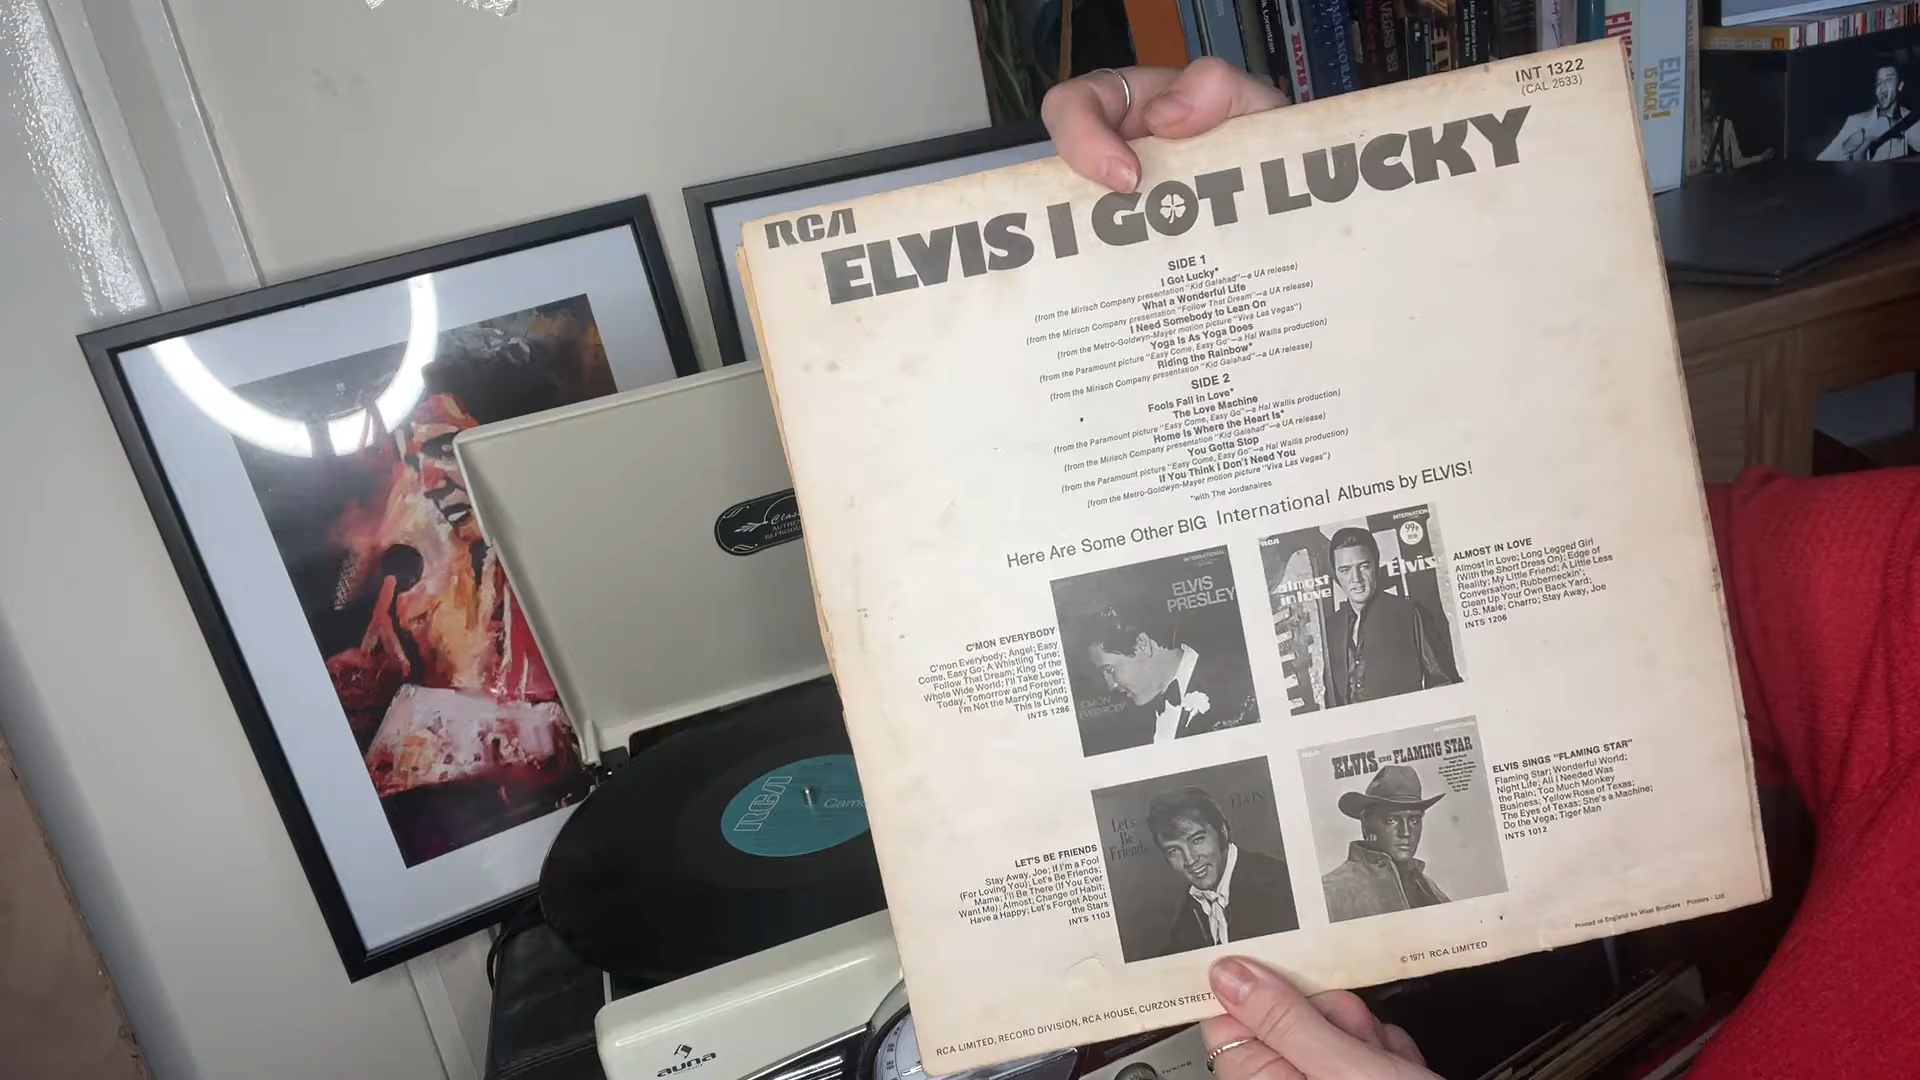 INT 1322
(CAL 2533)
RCA
ELVIS I GOT LUCKY
SIDE 1
I Got Lucky*
(from the Mirisch Company presentation "Kid Galahad"—a UA release)
What a Wonderful Life
(from the Mirisch Company presentation "Follow That Dream"—a UA release)
I Need Somebody to Lean On
(from the Metro-Goldwyn-Mayer motion picture "Viva Las Vegas")
Yoga Is As Yoga Does
(from the Paramount picture "Easy Come, Easy Go"—a Hal Wallis production)
Riding the Rainbow*
(from the Mirisch Company presentation "Kid Galahad"—a UA release)
SIDE 2
Fools Fall in Love*
The Love Machine
(from the Paramount picture "Easy Come, Easy Go"—a Hal Wallis production)
Home Is Where the Heart Is*
(from the Mirisch Company presentation "Kid Galahad"—a UA release)
You Gotta Stop
(from the Paramount picture "Easy Come, Easy Go"—a Hal Wallis production)
If You Think I Don't Need You
(from the Metro-Goldwyn-Mayer motion picture "Viva Las Vegas")
*with The Jordanaires
Here Are Some Other BIG International Albums by ELVIS!
C'MON EVERYBODY
C'mon Everybody; Angel; Easy
Come, Easy Go; A Whistling Tune;
Follow That Dream; King of the
Whole Wide World; I'll Take Love;
Today, Tomorrow and Forever;
I'm Not the Marrying Kind;
This Is Living
INTS 1286
INTERNATIONAL
ELVIS
PRESLEY
C'MON
EVERYBODY
RCA
INTERNATIONAL
99p
almost
in love
Elvis
ALMOST IN LOVE
Almost in Love; Long Legged Girl
(With the Short Dress On); Edge of
Reality; My Little Friend; A Little Less
Conversation; Rubberneckin';
Clean Up Your Own Back Yard;
U.S. Male; Charro; Stay Away, Joe
INTS 1206
LET'S BE FRIENDS
Stay Away, Joe; If I'm a Fool
(For Loving You); Let's Be Friends;
Mama; I'll Be There (If You Ever
Want Me); Almost; Change of Habit;
Have a Happy; Let's Forget About
the Stars
INTS 1103
Let's
Be
Friends
ELVIS
ELVIS SINGS FLAMING STAR
ELVIS SINGS "FLAMING STAR"
Flaming Star; Wonderful World;
Night Life; All I Needed Was
the Rain; Too Much Monkey
Business; Yellow Rose of Texas;
The Eyes of Texas; She's a Machine;
Do the Vega; Tiger Man
INTS 1012
Printed in England by West Brothers · Printers · Ltd
© 1971 RCA LIMITED
RCA LIMITED, RECORD DIVISION, RCA HOUSE, CURZON STREET,
RCA
Camd
Class
AUTHE
REPRODU
auna
TUNING
Lorentzen
ELVIS
ELVIS
IS BACK!